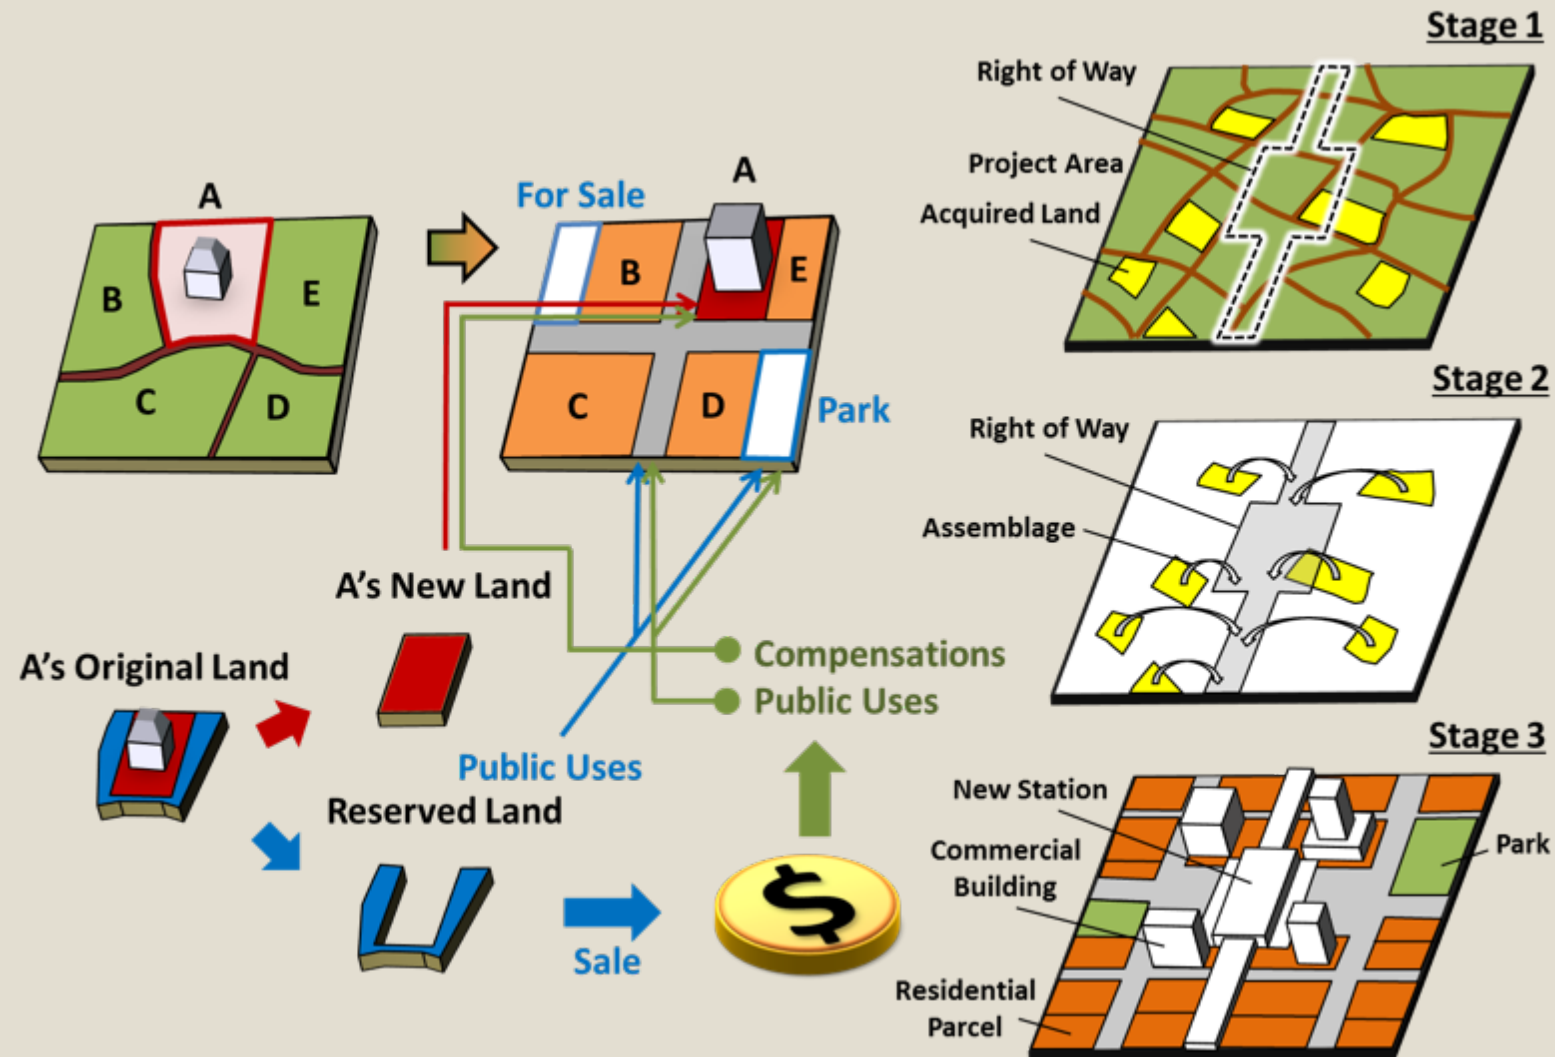 A
B
E
C
D
For Sale
A
B
E
C
D
Park
A's New Land
A's Original Land
Compensations
Public Uses
Public Uses
Reserved Land
Sale
$
Stage 1
Right of Way
Project Area
Acquired Land
Stage 2
Right of Way
Assemblage
Stage 3
New Station
Commercial
Building
Park
Residential
Parcel